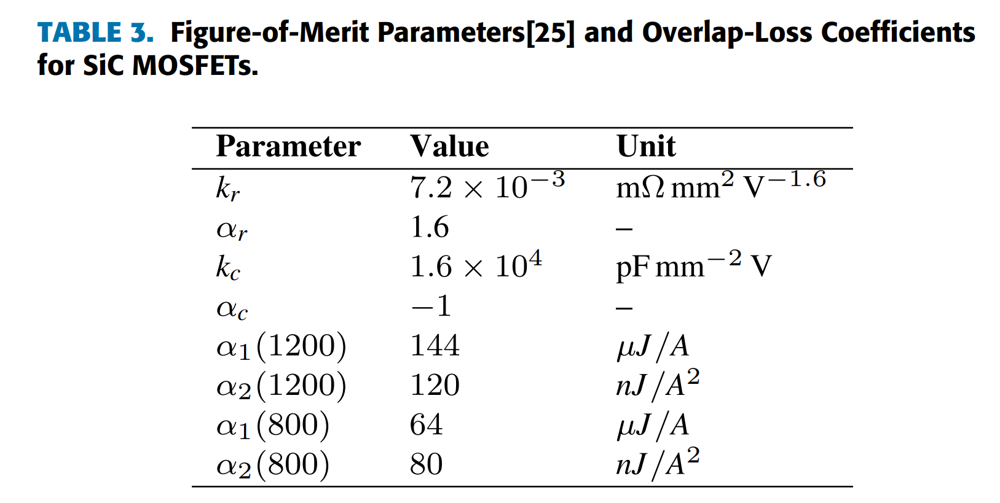 TABLE 3. Figure-of-Merit Parameters[25] and Overlap-Loss Coefficients
for SiC MOSFETs.
Parameter Value Unit
k_r 7.2 × 10^−3 mΩ mm^2 V^−1.6
α_r 1.6 –
k_c 1.6 × 10^4 pF mm^−2 V
α_c −1 –
α_1(1200) 144 μJ/A
α_2(1200) 120 nJ/A^2
α_1(800) 64 μJ/A
α_2(800) 80 nJ/A^2